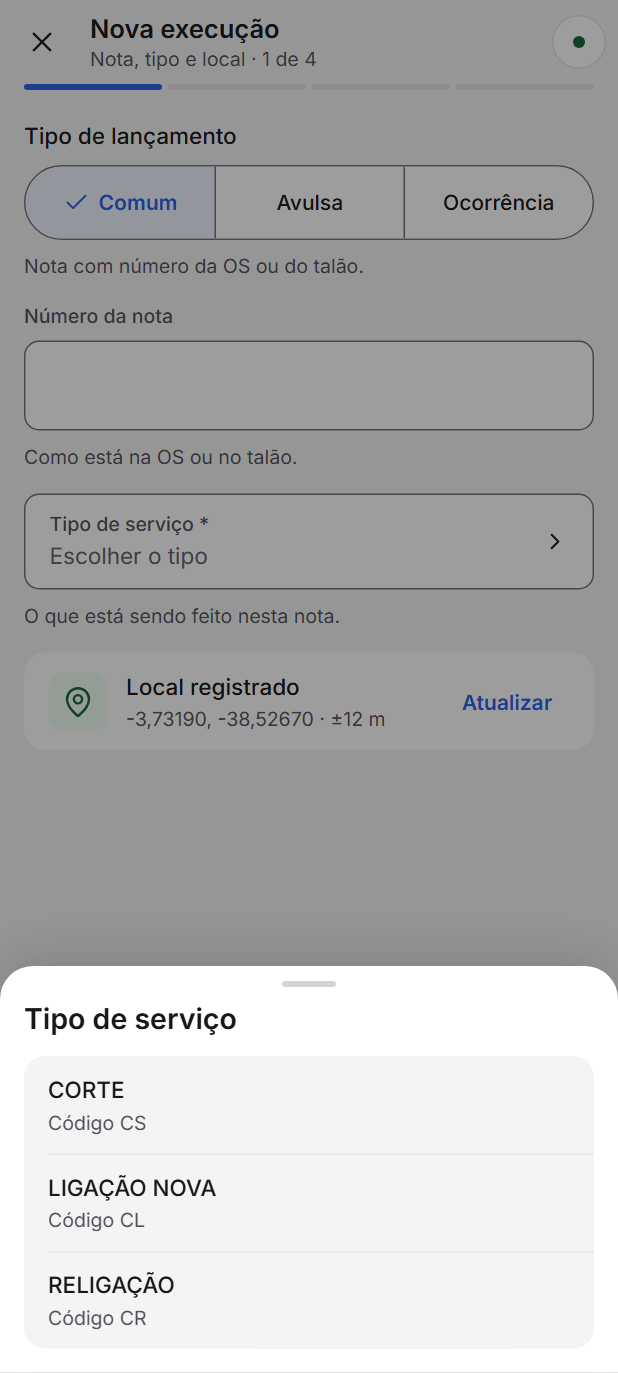 Nova execução
Nota, tipo e local · 1 de 4
Tipo de lançamento
Comum
Avulsa
Ocorrência
Nota com número da OS ou do talão.
Número da nota
Como está na OS ou no talão.
Tipo de serviço *
Escolher o tipo
O que está sendo feito nesta nota.
Local registrado
-3,73190, -38,52670 · ±12 m
Atualizar
Tipo de serviço
CORTE
Código CS
LIGAÇÃO NOVA
Código CL
RELIGAÇÃO
Código CR